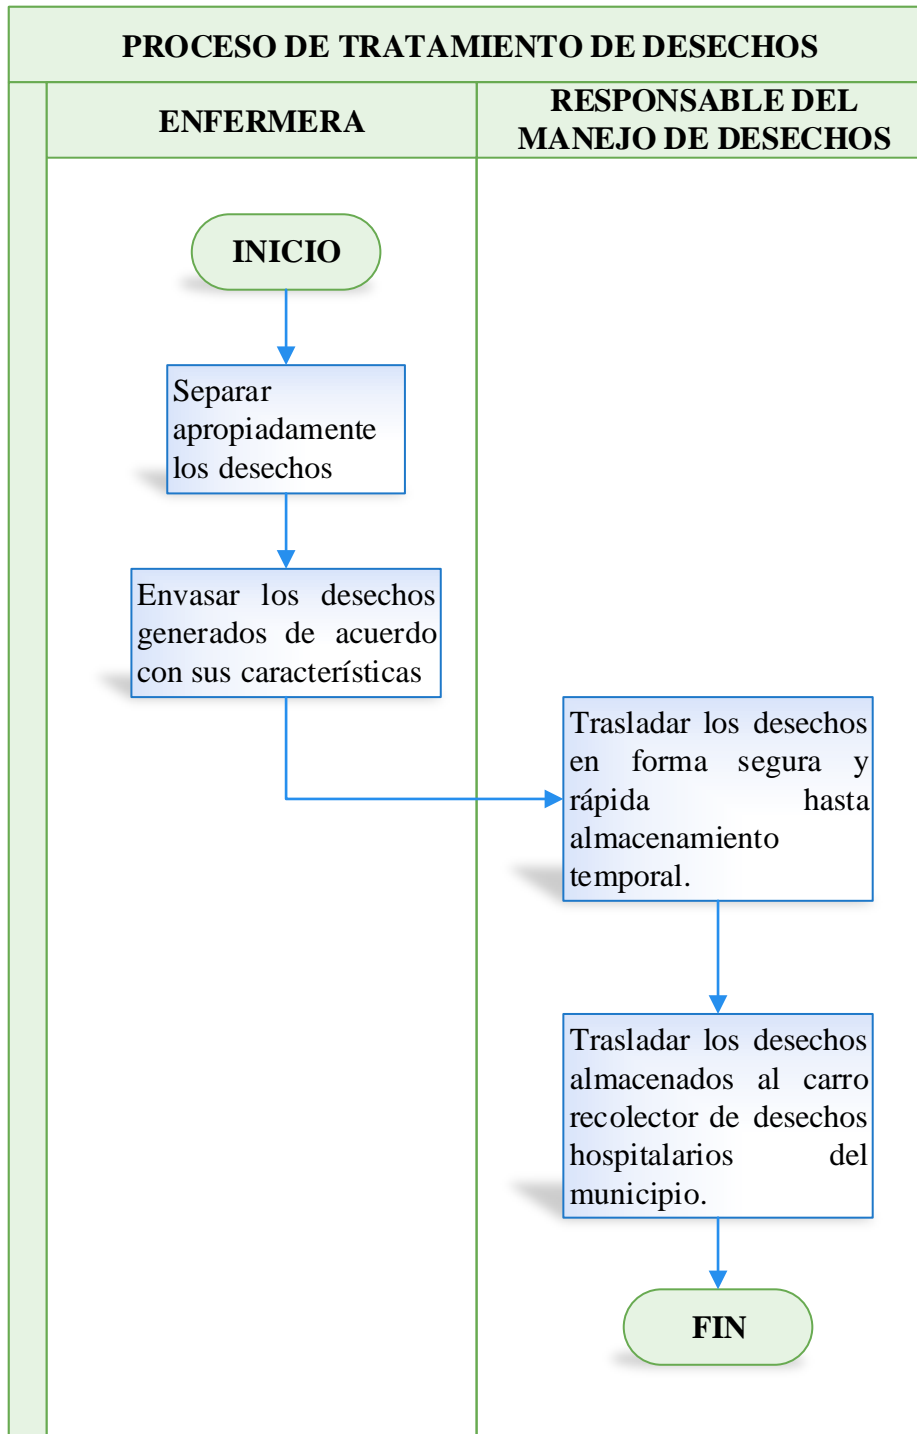 PROCESO DE TRATAMIENTO DE DESECHOS
ENFERMERA
RESPONSABLE DEL
MANEJO DE DESECHOS
INICIO
Separar
apropiadamente
los desechos
Envasar los desechos
generados de acuerdo
con sus características
Trasladar los desechos
en forma segura y
rápida hasta
almacenamiento
temporal.
Trasladar los desechos
almacenados al carro
recolector de desechos
hospitalarios del
municipio.
FIN